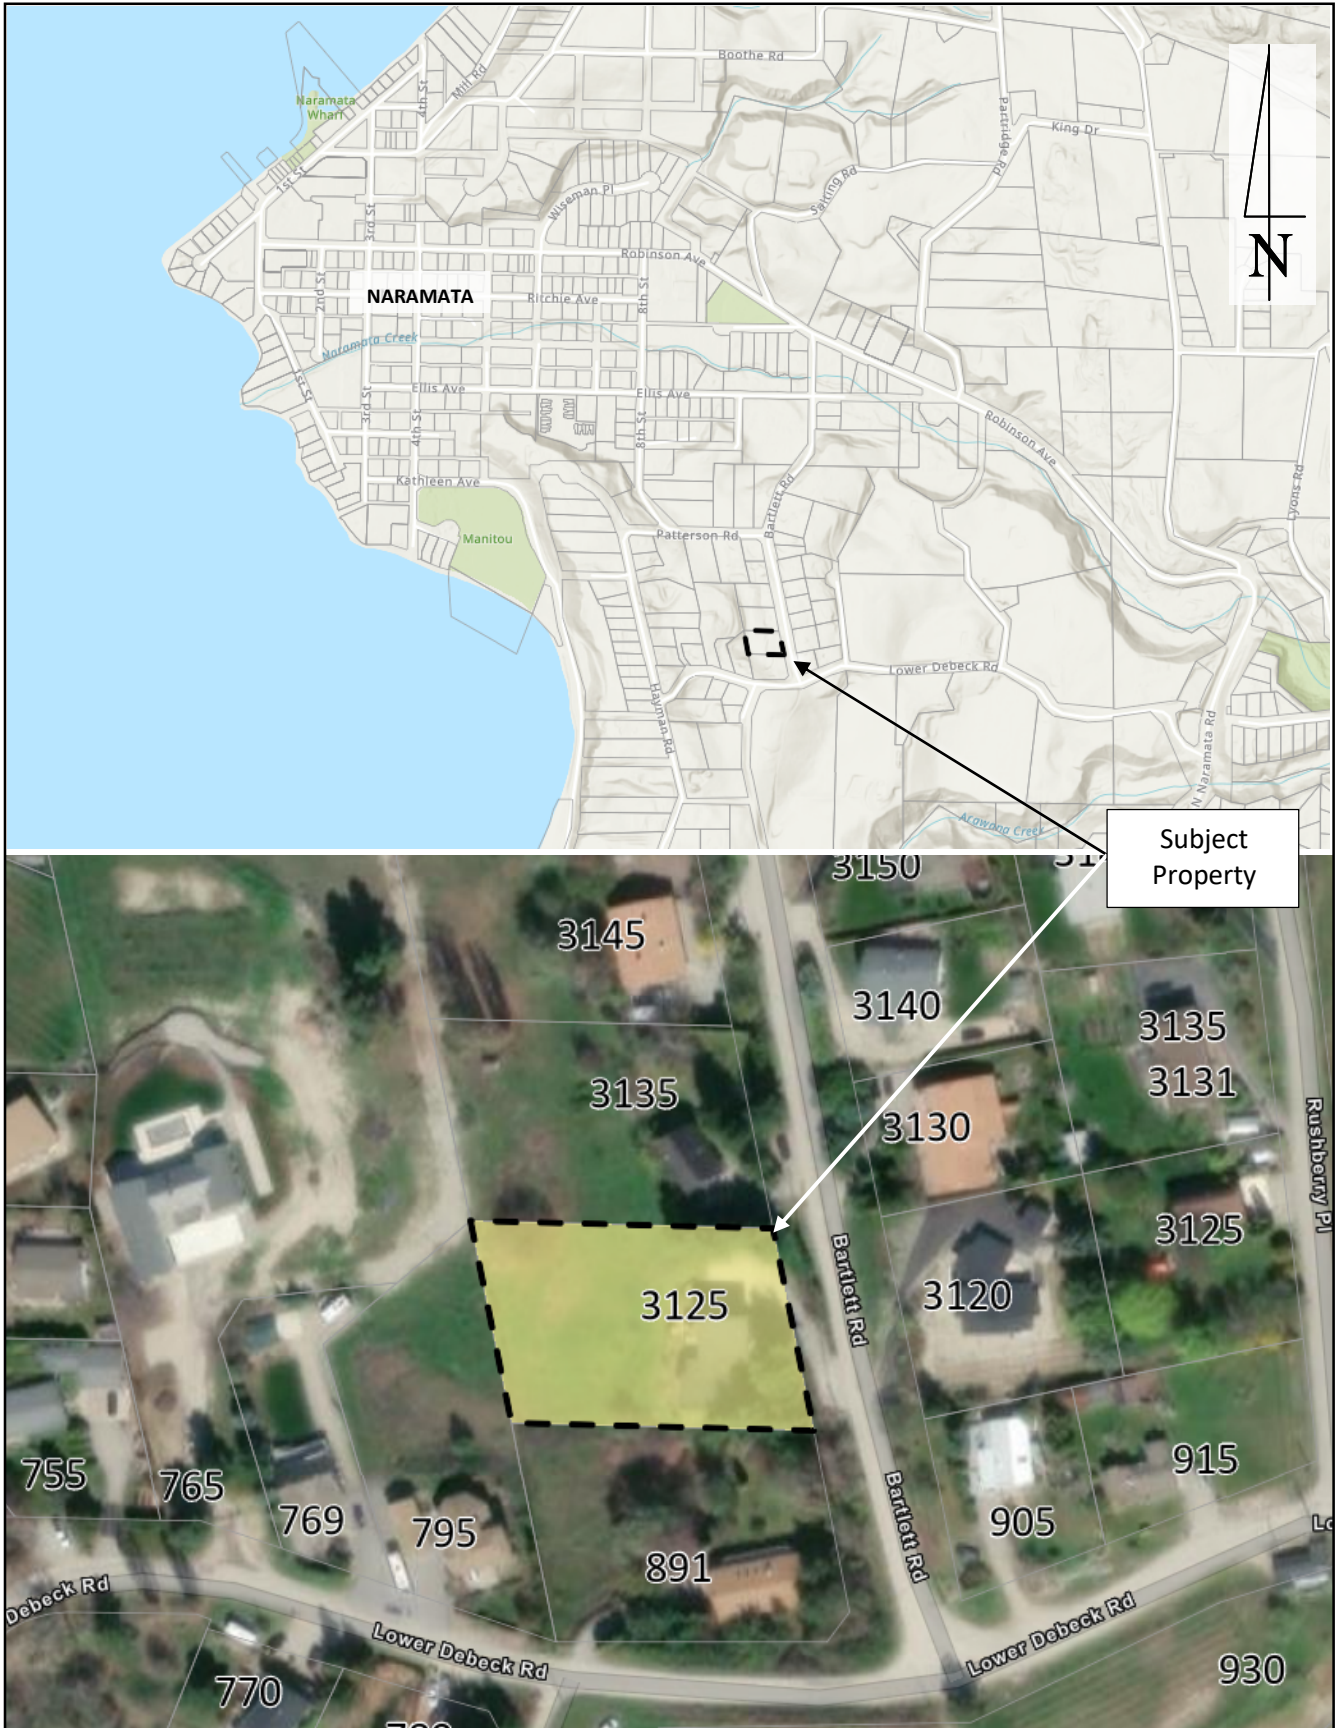 Boothe Rd
Naramata
Wharf
4th St
Mill Rd
Partridge Rd
King Dr
1st St
Wiseman Pl
Salting Rd
3rd St
Robinson Ave
N
2nd St
NARAMATA
Ritchie Ave
8th St
Naramata Creek
1st St
3rd St
Ellis Ave
Ellis Ave
4th St
8th St
Robinson Ave
Kathleen Ave
Bartlett Rd
Lyons Rd
Manitou
Patterson Rd
Lower Debeck Rd
Hayman Rd
N Naramata Rd
Arawana Creek
Subject
Property
3150
3145
3140
3135
3135
3131
3130
Rushberry Pl
3125
3125
Bartlett Rd
3120
755
765
769
795
891
Bartlett Rd
905
915
Debeck Rd
Lower Debeck Rd
Lower Debeck Rd
770
930